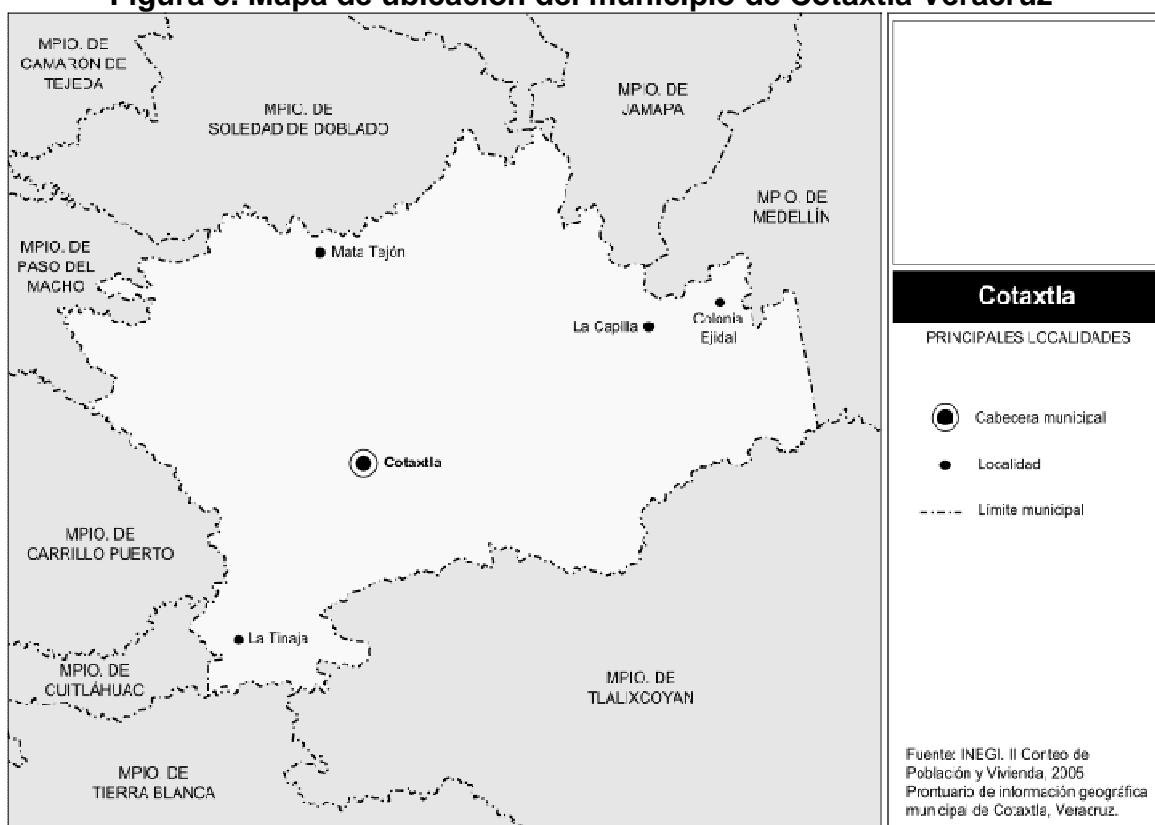 Figura 3. Mapa de ubicación del municipio de Cotaxtla Veracruz
MPIO. DE
CAMARÓN DE
TEJEDA
MPIO. DE
SOLEDAD DE DOBLADO
MPIO. DE
JAMAPA
MPIO. DE
MEDELLÍN
MPIO. DE
PASO DEL
MACHO
Mata Tejón
La Capilla
Colonia
Ejidal
Cotaxtla
MPIO. DE
CARRILLO PUERTO
La Tinaja
MPIO. DE
CUITLÁHUAC
MPIO. DE
TLALIXCOYAN
MPIO. DE
TIERRA BLANCA
Cotaxtla
PRINCIPALES LOCALIDADES
Cabecera municipal
Localidad
Límite municipal
Fuente: INEGI. II Conteo de
Población y Vivienda, 2005
Prontuario de información geográfica
municipal de Cotaxtla, Veracruz.